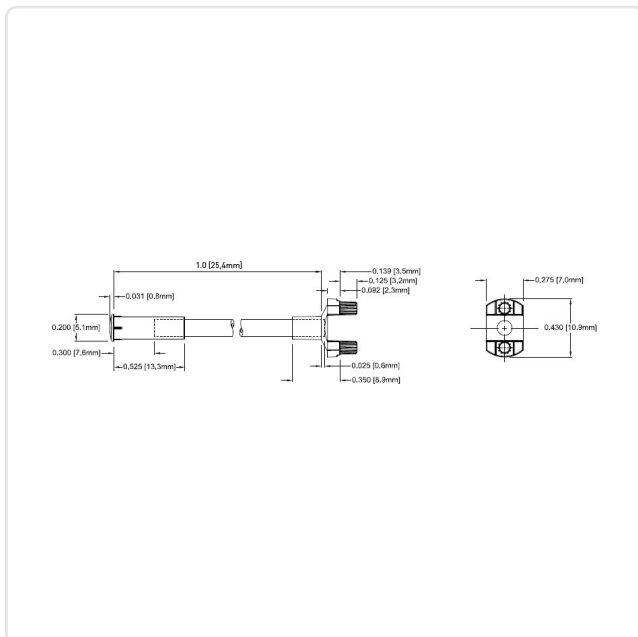 1.0 [25,4mm]
0.139 [3,5mm]
0,125 [3,2mm]
0,092 [2.3mm]
0,031 [0.8mm]
0,200 [5.1mm]
0,300 [7,6mm]
0,525 [13,3mm]
0,025 [0,6mm]
0,350 [8,9mm]
0,275 [7,0mm]
0,430 [10,9mm]